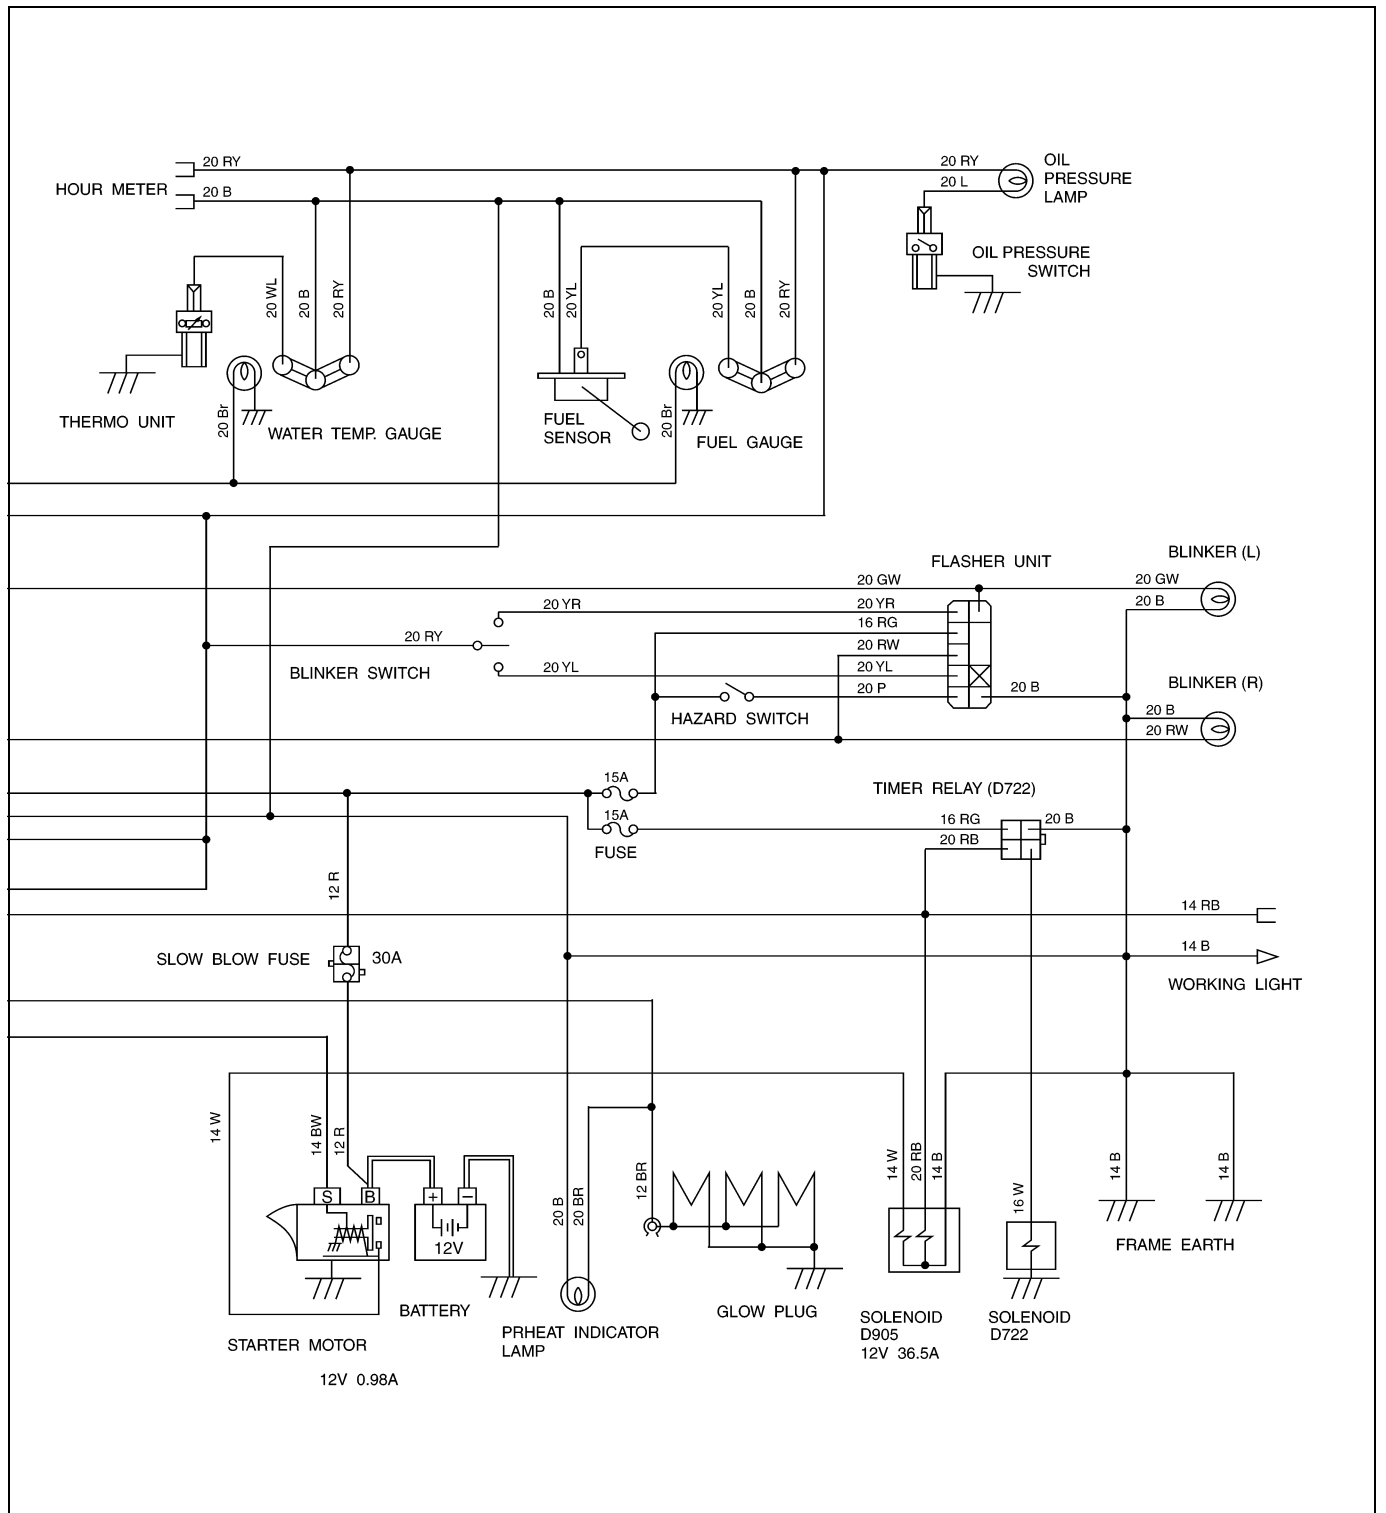 20 RY
HOUR METER
20 B
20 RY
20 L
OIL
PRESSURE
LAMP
OIL PRESSURE
SWITCH
20 WL
20 B
20 RY
20 B
20 YL
20 YL
20 B
20 RY
THERMO UNIT
20 Br
WATER TEMP. GAUGE
FUEL
SENSOR
20 Br
FUEL GAUGE
FLASHER UNIT
BLINKER (L)
20 GW
20 GW
20 YR
20 YR
20 B
16 RG
20 RY
20 RW
BLINKER SWITCH
20 YL
20 YL
20 P
20 B
BLINKER (R)
HAZARD SWITCH
20 B
20 RW
15A
TIMER RELAY (D722)
15A
16 RG
20 B
FUSE
20 RB
12 R
14 RB
SLOW BLOW FUSE
30A
14 B
WORKING LIGHT
14 W
14 BW
12 R
20 B
20 BR
12 BR
14 W
20 RB
14 B
16 W
14 B
14 B
S
B
+
−
12V
FRAME EARTH
BATTERY
GLOW PLUG
STARTER MOTOR
12V 0.98A
PRHEAT INDICATOR
LAMP
SOLENOID
D905
12V 36.5A
SOLENOID
D722